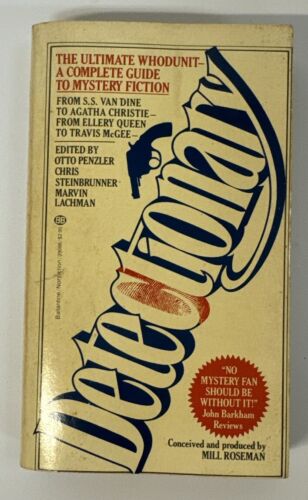 THE ULTIMATE WHODUNIT—
A COMPLETE GUIDE
TO MYSTERY FICTION
FROM S.S. VAN DINE
TO AGATHA CHRISTIE—
FROM ELLERY QUEEN
TO TRAVIS McGEE—
EDITED BY
OTTO PENZLER
CHRIS
STEINBRUNNER
MARVIN
LACHMAN
BB
Detectionary
"NO
MYSTERY FAN
SHOULD BE
WITHOUT IT!"
John Barkham
Reviews
Conceived and produced by
MILL ROSEMAN